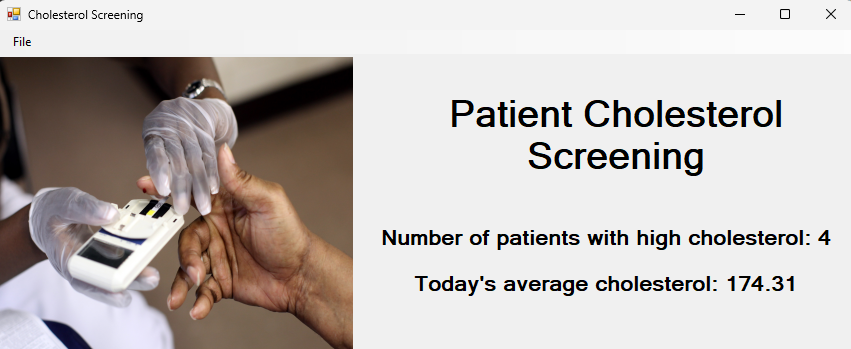 Cholesterol Screening
File
Patient Cholesterol
Screening
Number of patients with high cholesterol: 4
Today's average cholesterol: 174.31